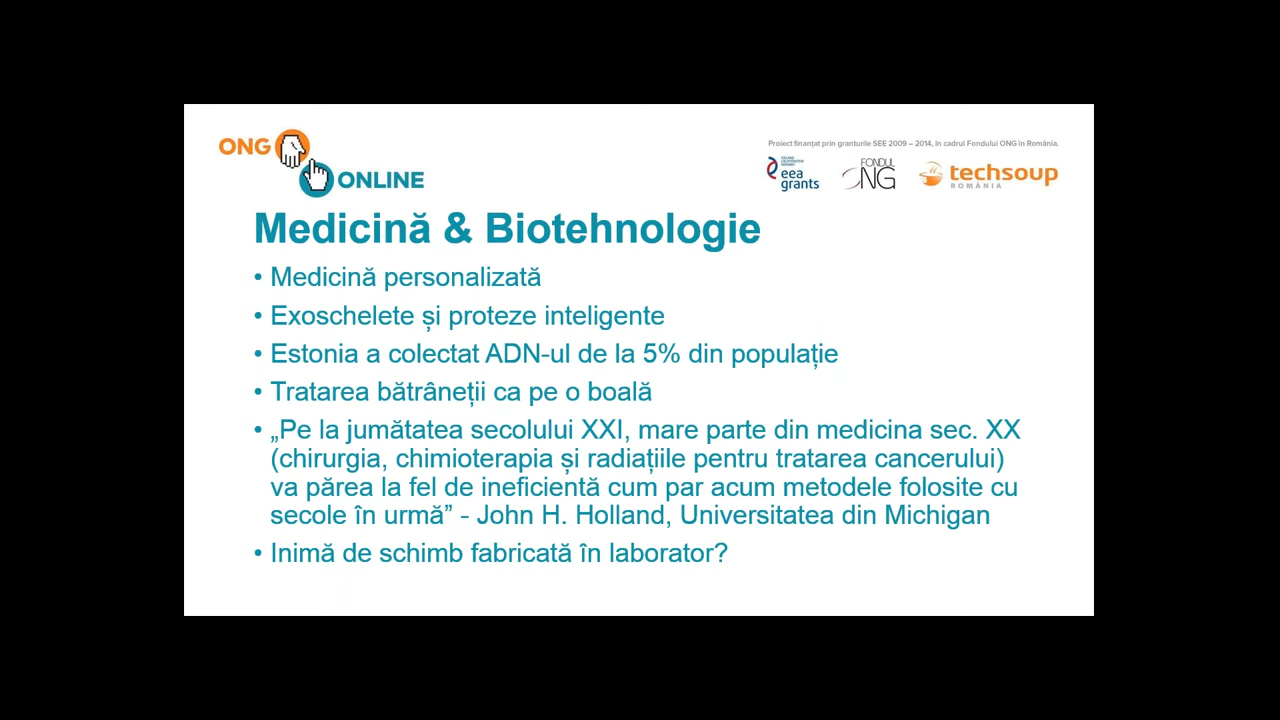 ONG
ONLINE
Proiect finanțat prin granturile SEE 2009 – 2014, în cadrul Fondului ONG în România.
eea
grants
FONDUL
ONG
techsoup
ROMÂNIA
Medicină & Biotehnologie
• Medicină personalizată
• Exoschelete și proteze inteligente
• Estonia a colectat ADN-ul de la 5% din populație
• Tratarea bătrâneții ca pe o boală
• „Pe la jumătatea secolului XXI, mare parte din medicina sec. XX
(chirurgia, chimioterapia și radiațiile pentru tratarea cancerului)
va părea la fel de ineficientă cum par acum metodele folosite cu
secole în urmă” - John H. Holland, Universitatea din Michigan
• Inimă de schimb fabricată în laborator?